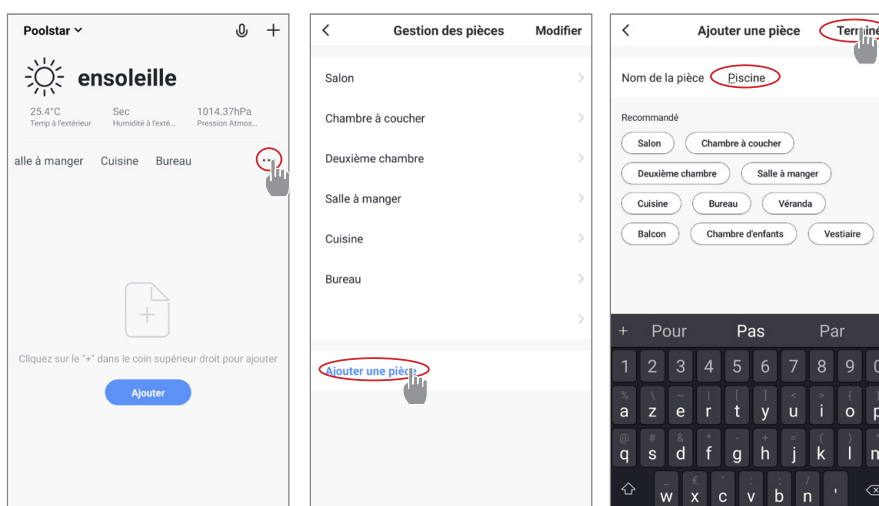 Poolstar
ensoleille
25.4°C Sec 1014.37hPa
Temp à l'extérieur Humidité à l'exté... Pression Atmos...
alle à manger Cuisine Bureau ...
Cliquez sur le "+" dans le coin supérieur droit pour ajouter
Ajouter
Gestion des pièces Modifier
Salon
Chambre à coucher
Deuxième chambre
Salle à manger
Cuisine
Bureau
Ajouter une pièce
Ajouter une pièce Terminé
Nom de la pièce Piscine
Recommandé
Salon Chambre à coucher
Deuxième chambre Salle à manger
Cuisine Bureau Véranda
Balcon Chambre d'enfants Vestiaire
+ Pour Pas Par
1 2 3 4 5 6 7 8 9 0
a z e r t y u i o p
q s d f g h j k l m
w x c v b n '